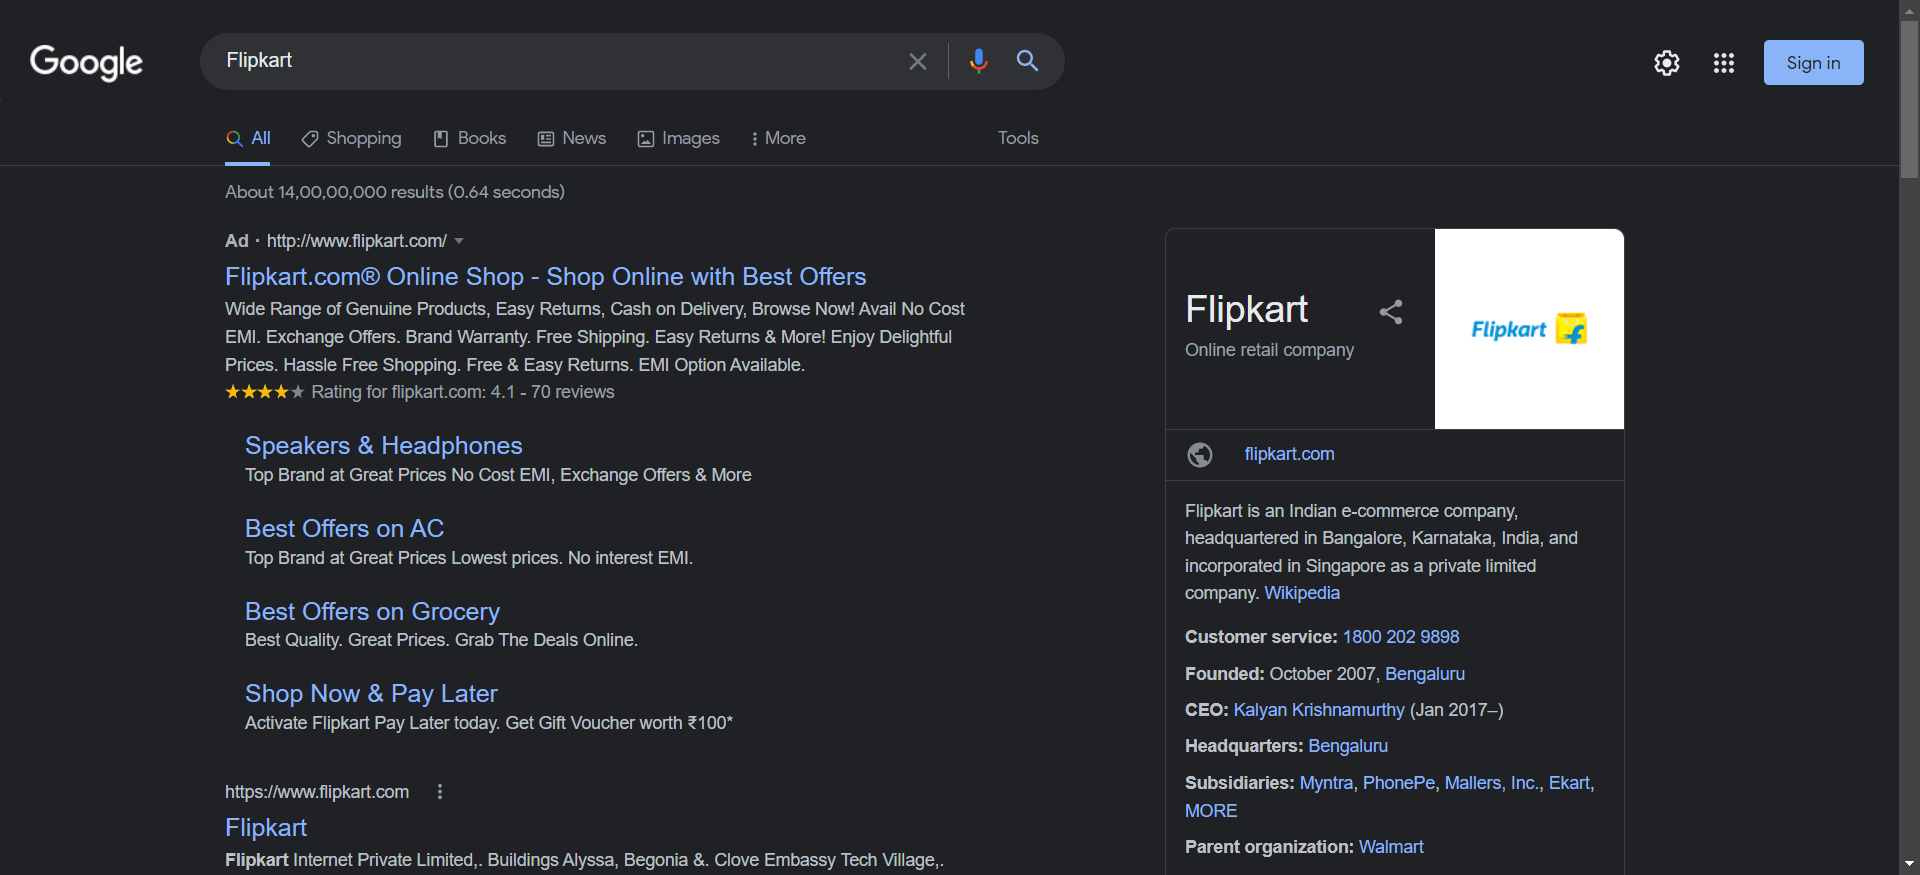 Google
Flipkart
Sign in
All
Shopping
Books
News
Images
More
Tools
About 14,00,00,000 results (0.64 seconds)
Ad · http://www.flipkart.com/
Flipkart.com® Online Shop - Shop Online with Best Offers
Wide Range of Genuine Products, Easy Returns, Cash on Delivery, Browse Now! Avail No Cost
EMI. Exchange Offers. Brand Warranty. Free Shipping. Easy Returns & More! Enjoy Delightful
Prices. Hassle Free Shopping. Free & Easy Returns. EMI Option Available.
Rating for flipkart.com: 4.1 - 70 reviews
Speakers & Headphones
Top Brand at Great Prices No Cost EMI, Exchange Offers & More
Best Offers on AC
Top Brand at Great Prices Lowest prices. No interest EMI.
Best Offers on Grocery
Best Quality. Great Prices. Grab The Deals Online.
Shop Now & Pay Later
Activate Flipkart Pay Later today. Get Gift Voucher worth ₹100*
https://www.flipkart.com
Flipkart
Flipkart Internet Private Limited,. Buildings Alyssa, Begonia &. Clove Embassy Tech Village,.
Flipkart
Online retail company
Flipkart
flipkart.com
Flipkart is an Indian e-commerce company,
headquartered in Bangalore, Karnataka, India, and
incorporated in Singapore as a private limited
company. Wikipedia
Customer service: 1800 202 9898
Founded: October 2007, Bengaluru
CEO: Kalyan Krishnamurthy (Jan 2017–)
Headquarters: Bengaluru
Subsidiaries: Myntra, PhonePe, Mallers, Inc., Ekart,
MORE
Parent organization: Walmart